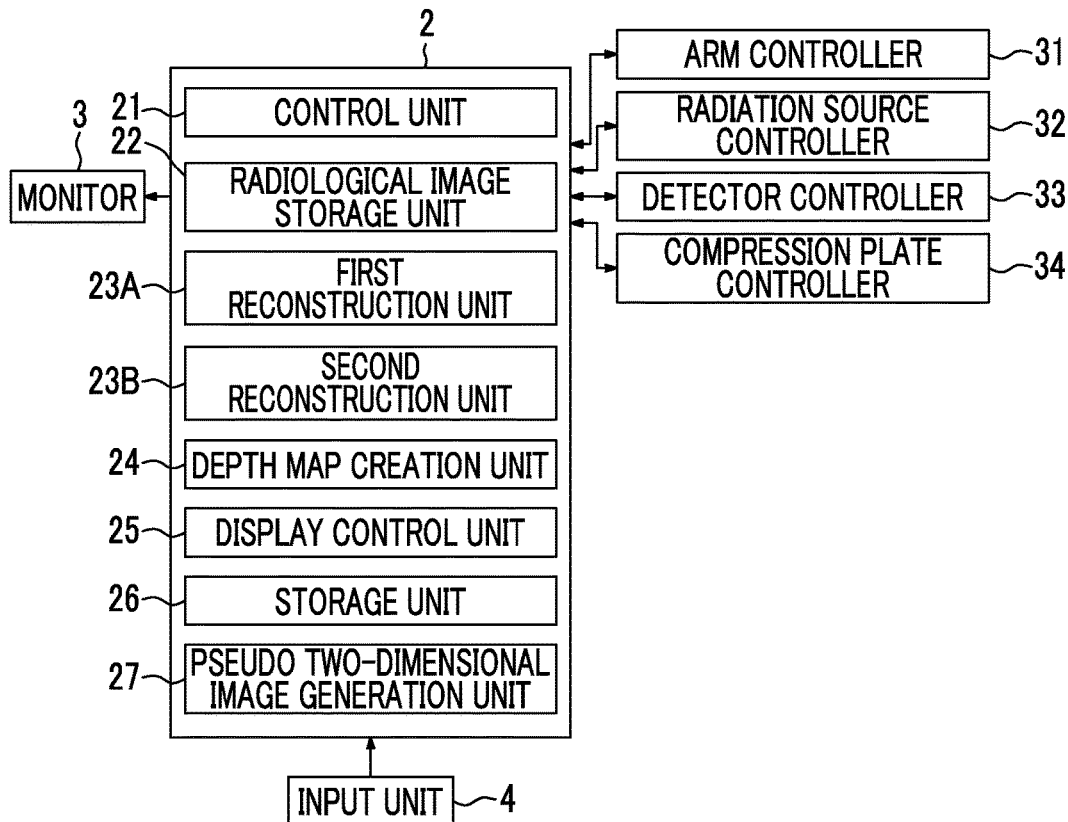 2
21
CONTROL UNIT
22
RADIOLOGICAL IMAGE
STORAGE UNIT
3
MONITOR
23A
FIRST
RECONSTRUCTION UNIT
23B
SECOND
RECONSTRUCTION UNIT
24
DEPTH MAP CREATION UNIT
25
DISPLAY CONTROL UNIT
26
STORAGE UNIT
27
PSEUDO TWO-DIMENSIONAL
IMAGE GENERATION UNIT
INPUT UNIT
4
ARM CONTROLLER
31
RADIATION SOURCE
CONTROLLER
32
DETECTOR CONTROLLER
33
COMPRESSION PLATE
CONTROLLER
34